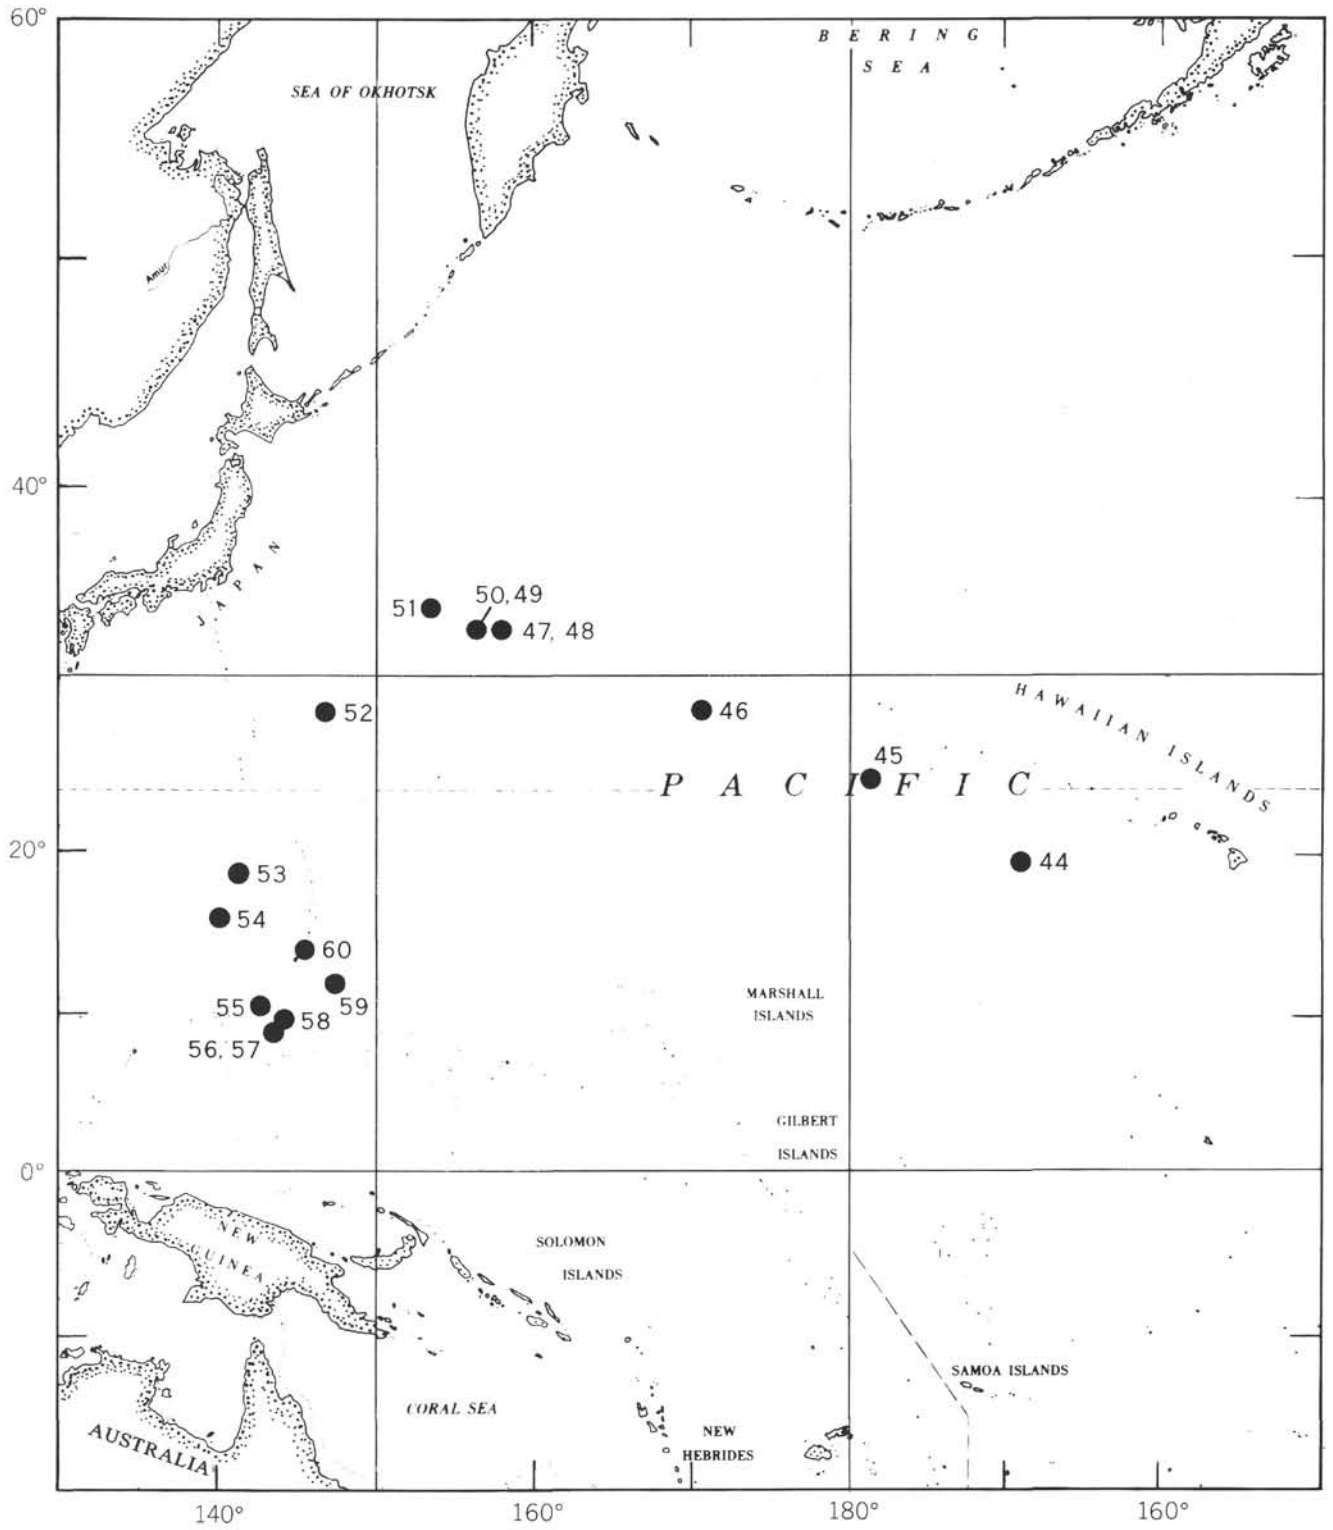 60°
BERING
SEA
SEA OF OKHOTSK
Amur
40°
JAPAN
50, 49
51
47, 48
52
46
HAWAIIAN ISLANDS
45
PACIFIC
20°
53
44
54
60
MARSHALL
ISLANDS
55
59
58
56, 57
GILBERT
ISLANDS
0°
NEW
GUINEA
SOLOMON
ISLANDS
SAMOA ISLANDS
CORAL SEA
AUSTRALIA
NEW
HEBRIDES
140°
160°
180°
160°